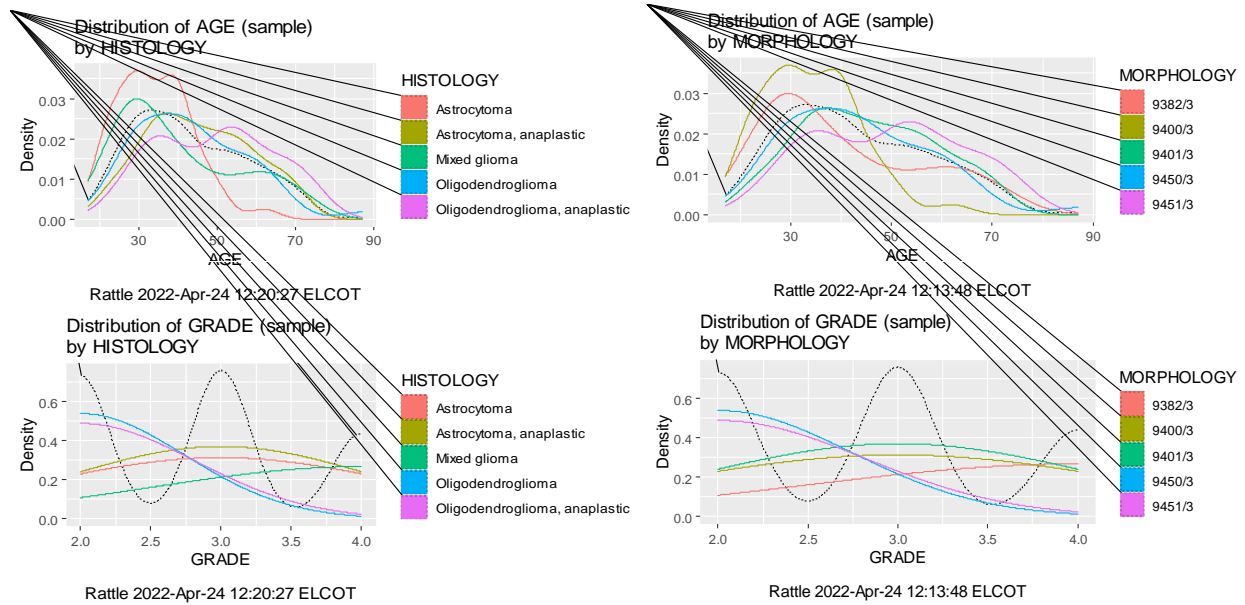 Distribution of AGE (sample)
by HISTOLOGY
HISTOLOGY
Astrocytoma
Astrocytoma, anaplastic
Mixed glioma
Oligodendroglioma
Oligodendroglioma, anaplastic
Density
0.03
0.02
0.01
0.00
30
50
70
90
AGE
Rattle 2022-Apr-24 12:20:27 ELCOT
Distribution of AGE (sample)
by MORPHOLOGY
MORPHOLOGY
9382/3
9400/3
9401/3
9450/3
9451/3
Density
0.03
0.02
0.01
0.00
30
50
70
90
AGE
Rattle 2022-Apr-24 12:13:48 ELCOT
Distribution of GRADE (sample)
by HISTOLOGY
HISTOLOGY
Astrocytoma
Astrocytoma, anaplastic
Mixed glioma
Oligodendroglioma
Oligodendroglioma, anaplastic
Density
0.6
0.4
0.2
0.0
2.0
2.5
3.0
3.5
4.0
GRADE
Rattle 2022-Apr-24 12:20:27 ELCOT
Distribution of GRADE (sample)
by MORPHOLOGY
MORPHOLOGY
9382/3
9400/3
9401/3
9450/3
9451/3
Density
0.6
0.4
0.2
0.0
2.0
2.5
3.0
3.5
4.0
GRADE
Rattle 2022-Apr-24 12:13:48 ELCOT